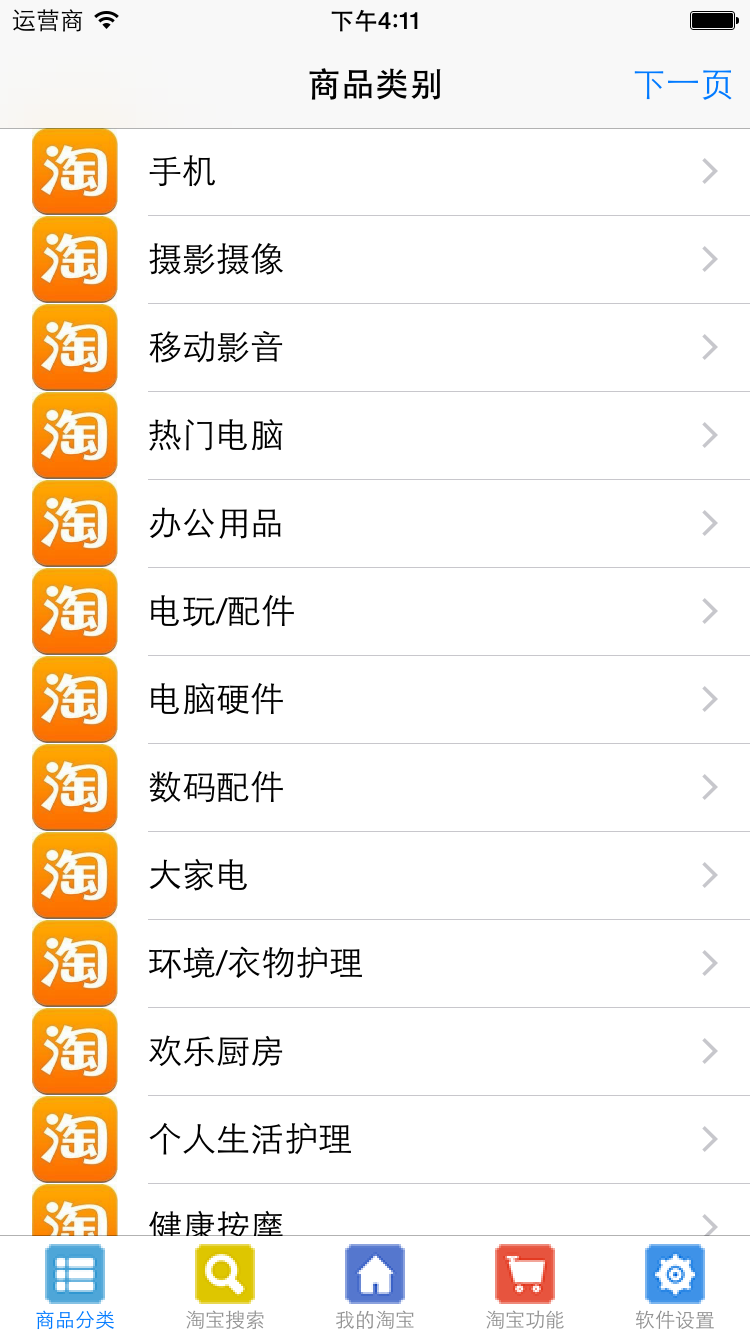 运营商 下午4:11
商品类别 下一页
淘 手机
淘 摄影摄像
淘 移动影音
淘 热门电脑
淘 办公用品
淘 电玩/配件
淘 电脑硬件
淘 数码配件
淘 大家电
淘 环境/衣物护理
淘 欢乐厨房
淘 个人生活护理
淘 健康按摩
商品分类 淘宝搜索 我的淘宝 淘宝功能 软件设置